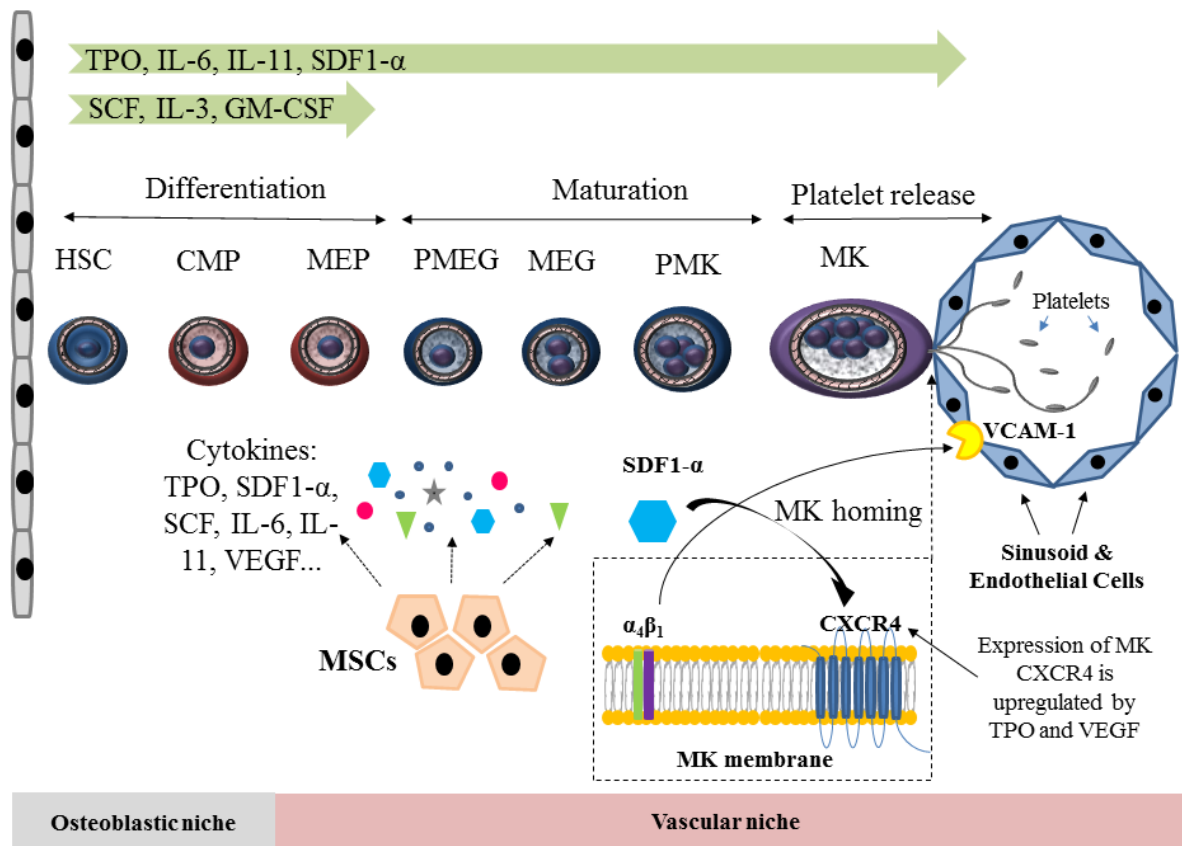 TPO, IL-6, IL-11, SDF1-α
SCF, IL-3, GM-CSF
Differentiation
Maturation
Platelet release
HSC
CMP
MEP
PMEG
MEG
PMK
MK
Platelets
VCAM-1
Cytokines:
TPO, SDF1-α,
SCF, IL-6, IL-
11, VEGF...
SDF1-α
MK homing
Sinusoid &
Endothelial Cells
MSCs
α₄β₁
CXCR4
Expression of MK
CXCR4 is
upregulated by
TPO and VEGF
MK membrane
Osteoblastic niche
Vascular niche